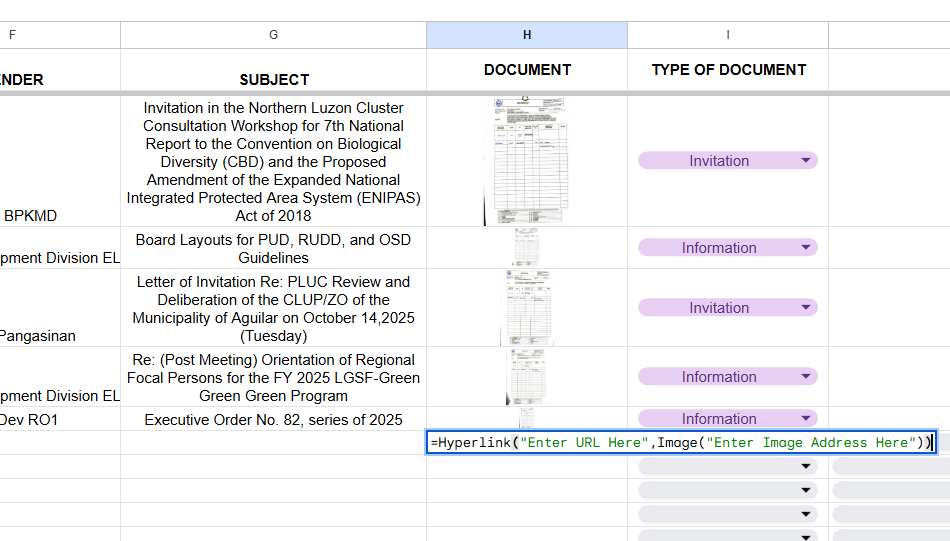 F G H I
ENDER SUBJECT DOCUMENT TYPE OF DOCUMENT
Invitation in the Northern Luzon Cluster
Consultation Workshop for 7th National
Report to the Convention on Biological
Diversity (CBD) and the Proposed
Amendment of the Expanded National
Integrated Protected Area System (ENIPAS)
Act of 2018
BPKMD
Invitation
Board Layouts for PUD, RUDD, and OSD
Guidelines
pment Division EL
Information
Letter of Invitation Re: PLUC Review and
Deliberation of the CLUP/ZO of the
Municipality of Aguilar on October 14,2025
(Tuesday)
Pangasinan
Invitation
Re: (Post Meeting) Orientation of Regional
Focal Persons for the FY 2025 LGSF-Green
Green Green Program
pment Division EL
Information
Dev RO1
Executive Order No. 82, series of 2025
Information
=Hyperlink("Enter URL Here",Image("Enter Image Address Here"))